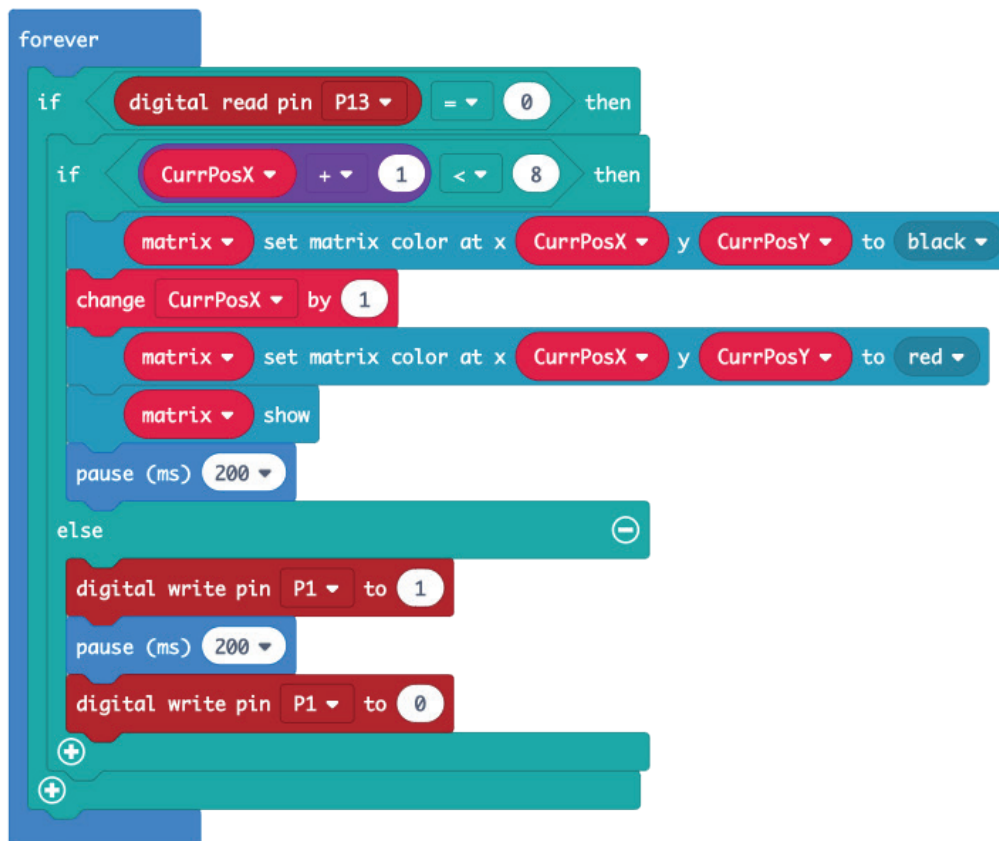 forever
if digital read pin P13 = 0 then
if CurrPosX + 1 < 8 then
matrix set matrix color at x CurrPosX y CurrPosY to black
change CurrPosX by 1
matrix set matrix color at x CurrPosX y CurrPosY to red
matrix show
pause (ms) 200
else
digital write pin P1 to 1
pause (ms) 200
digital write pin P1 to 0